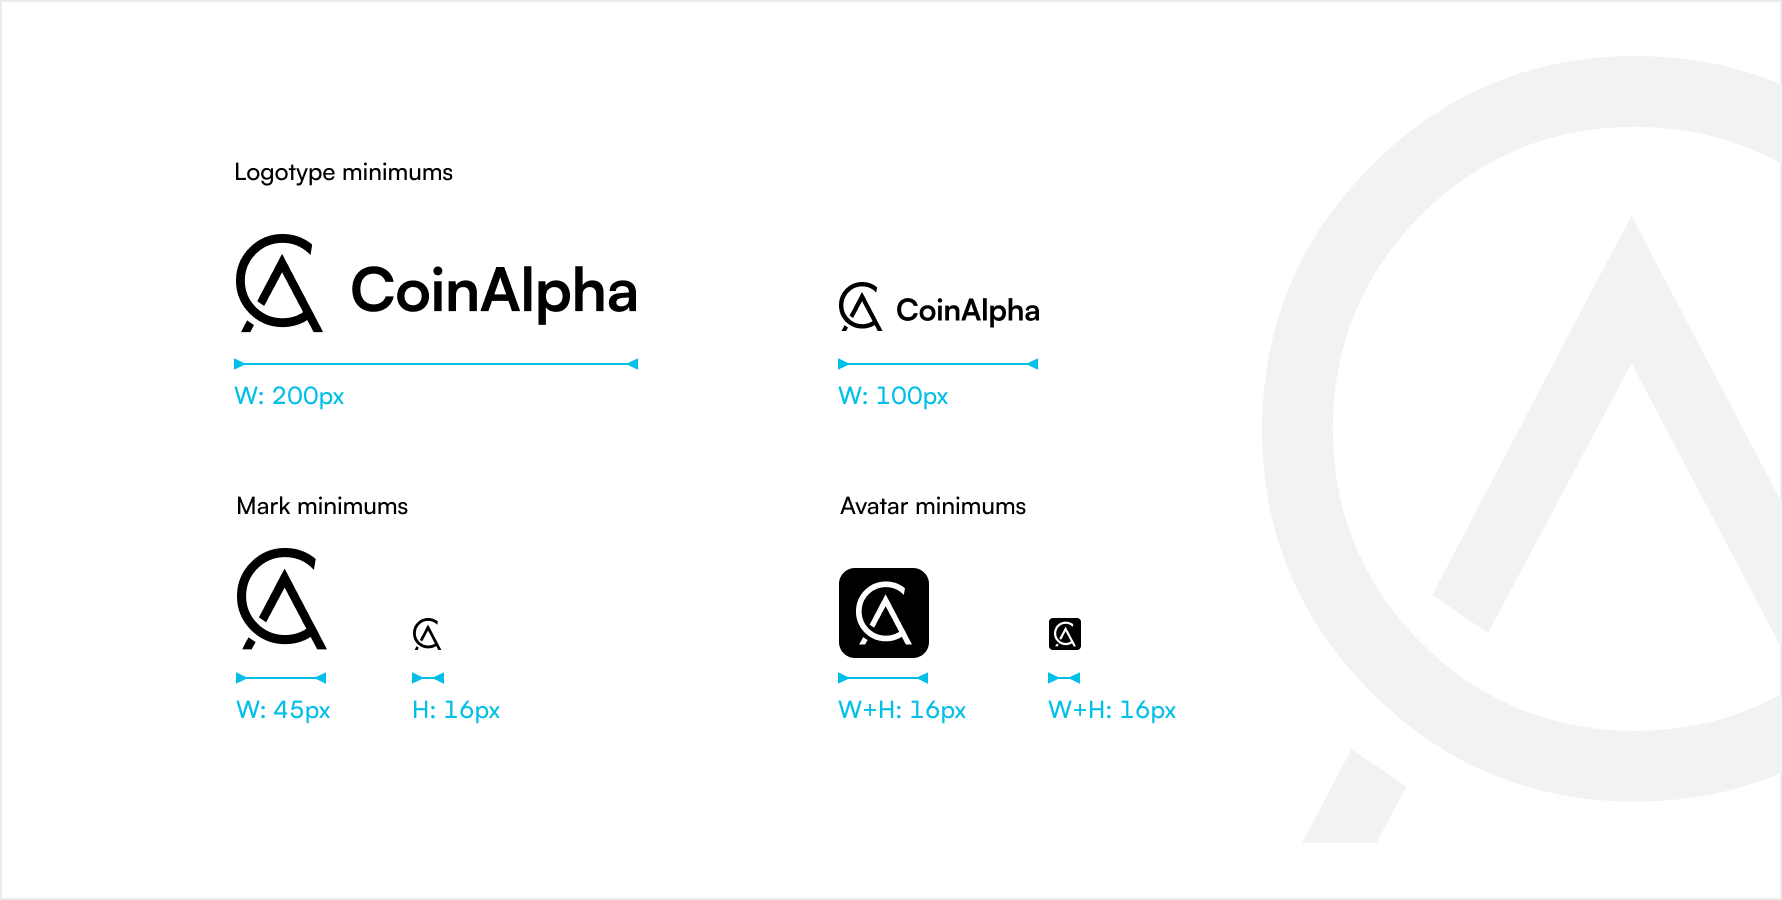 Logotype minimums
CoinAlpha
CoinAlpha
W: 200px
W: 100px
Mark minimums
Avatar minimums
W: 45px
H: 16px
W+H: 16px
W+H: 16px